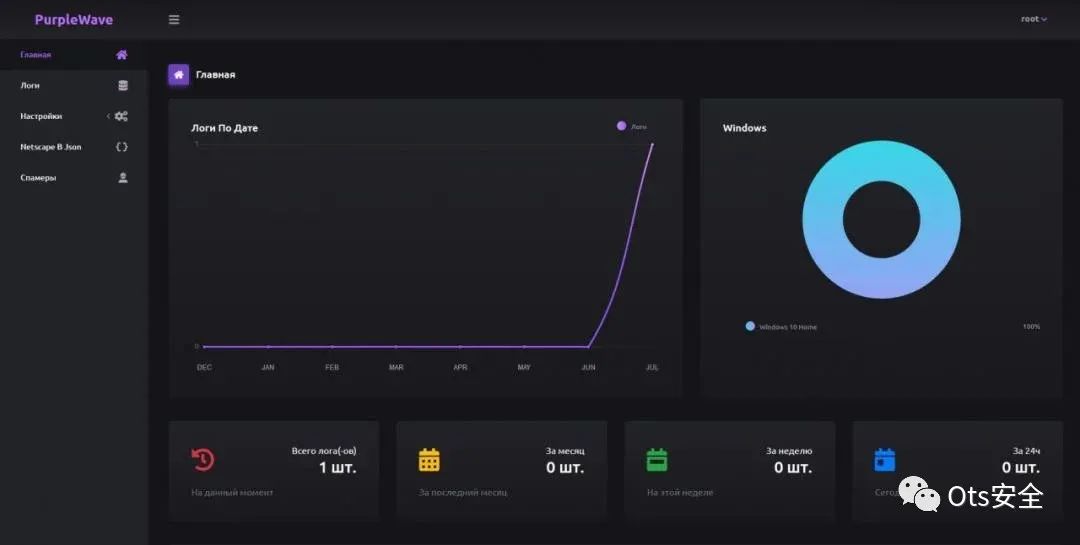 PurpleWave
root
Главная
Логи
Настройки
Netscape В Json
Спамеры
Главная
Логи По Дате
Логи
1
0
DEC JAN FEB MAR APR MAY JUN JUL
Windows
Windows 10 Home 100%
Всего лога(-ов)
1 шт.
На данный момент
За месяц
0 шт.
За последний месяц
За неделю
0 шт.
На этой неделе
За 24ч
0 шт.
Ots安全